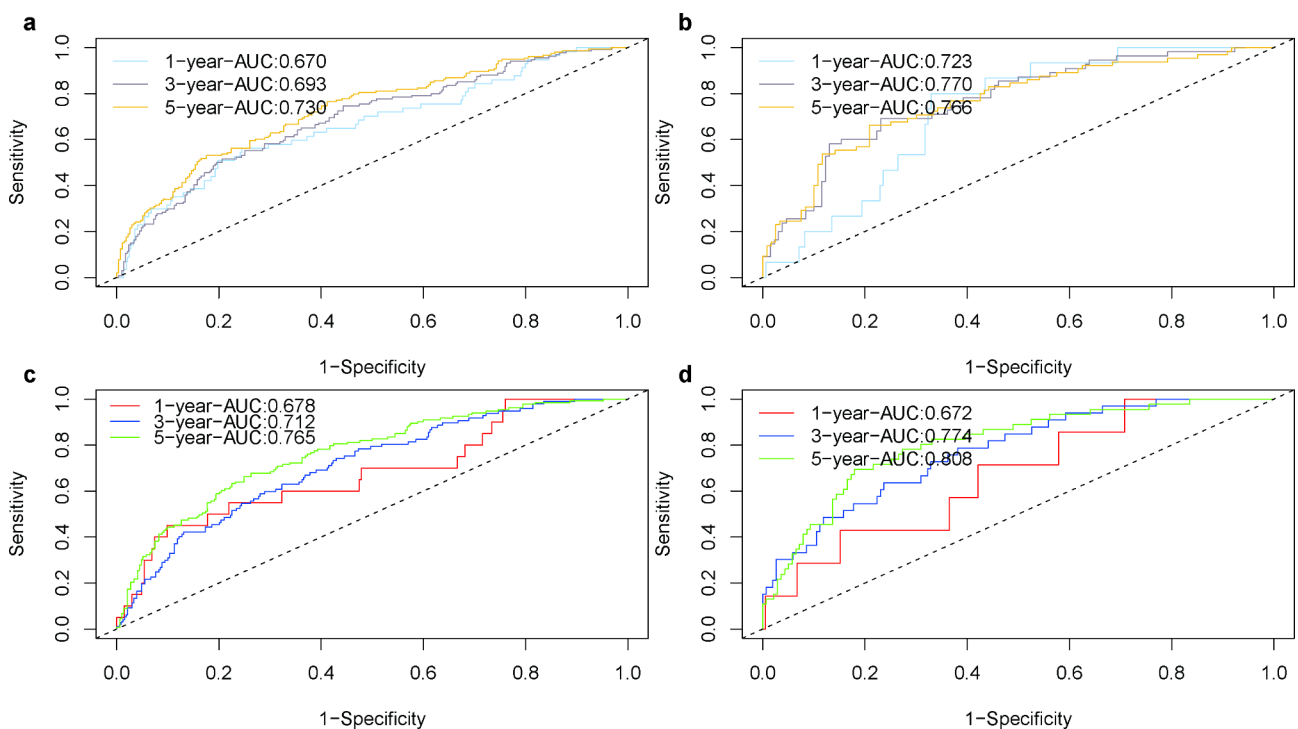 a
1-year-AUC:0.670
3-year-AUC:0.693
5-year-AUC:0.730
Sensitivity
0.0 0.2 0.4 0.6 0.8 1.0
0.0 0.2 0.4 0.6 0.8 1.0
1-Specificity
b
1-year-AUC:0.723
3-year-AUC:0.770
5-year-AUC:0.766
Sensitivity
0.0 0.2 0.4 0.6 0.8 1.0
0.0 0.2 0.4 0.6 0.8 1.0
1-Specificity
c
1-year-AUC:0.678
3-year-AUC:0.712
5-year-AUC:0.765
Sensitivity
0.0 0.2 0.4 0.6 0.8 1.0
0.0 0.2 0.4 0.6 0.8 1.0
1-Specificity
d
1-year-AUC:0.672
3-year-AUC:0.774
5-year-AUC:0.808
Sensitivity
0.0 0.2 0.4 0.6 0.8 1.0
0.0 0.2 0.4 0.6 0.8 1.0
1-Specificity